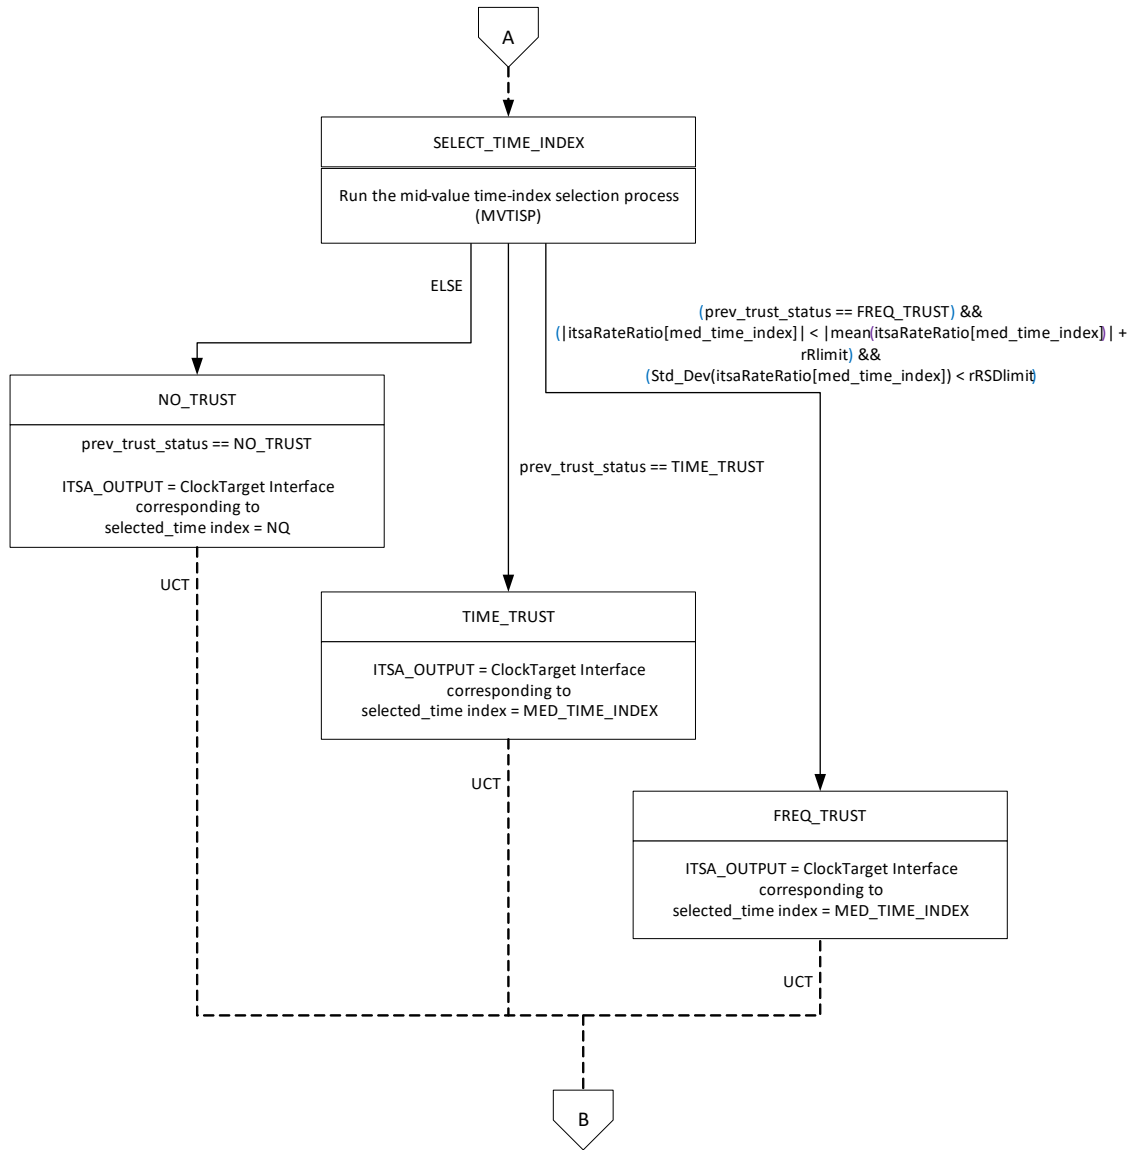 A
SELECT_TIME_INDEX
Run the mid-value time-index selection process
(MVTISP)
ELSE
(prev_trust_status == FREQ_TRUST) &&
(|itsaRateRatio[med_time_index]| < |mean(itsaRateRatio[med_time_index])| +
rRlimit) &&
(Std_Dev(itsaRateRatio[med_time_index]) < rRSDlimit)
NO_TRUST
prev_trust_status == NO_TRUST
ITSA_OUTPUT = ClockTarget Interface
corresponding to
selected_time index = NQ
prev_trust_status == TIME_TRUST
UCT
TIME_TRUST
ITSA_OUTPUT = ClockTarget Interface
corresponding to
selected_time index = MED_TIME_INDEX
UCT
FREQ_TRUST
ITSA_OUTPUT = ClockTarget Interface
corresponding to
selected_time index = MED_TIME_INDEX
UCT
B